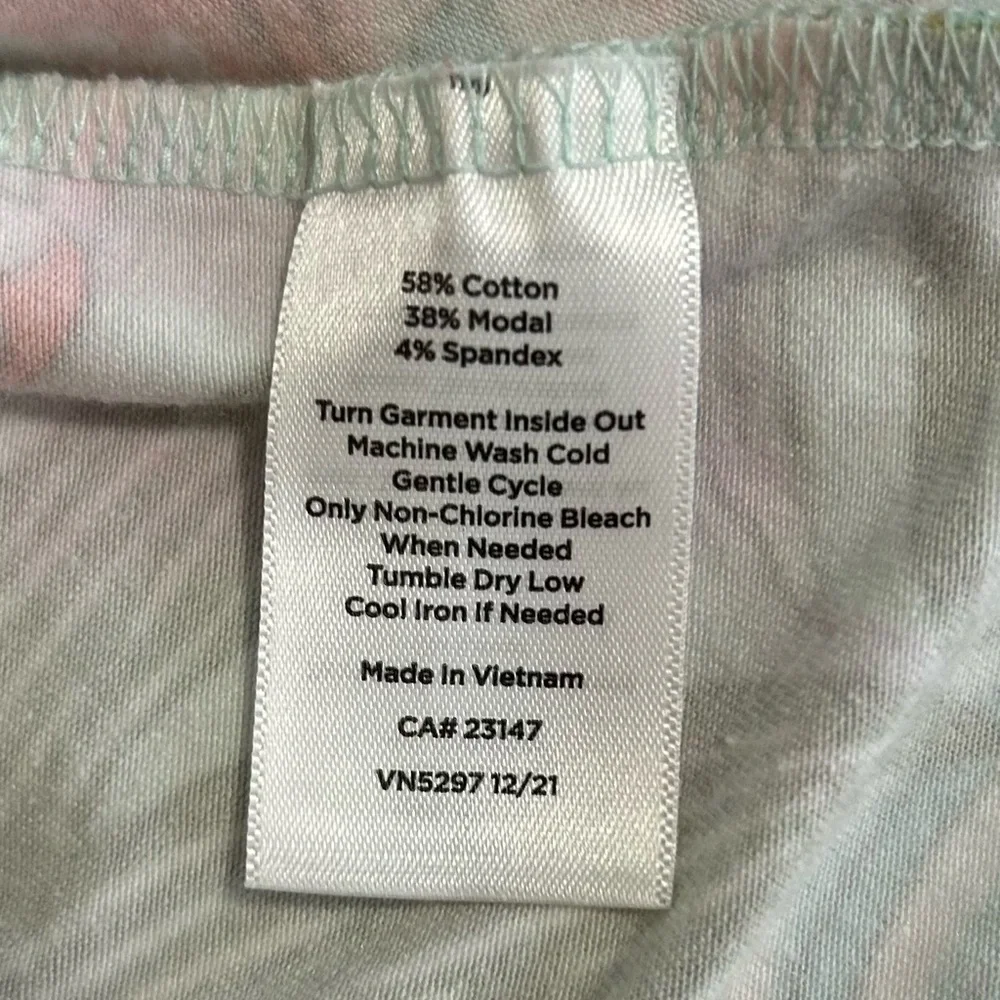 58% Cotton
38% Modal
4% Spandex
Turn Garment Inside Out
Machine Wash Cold
Gentle Cycle
Only Non-Chlorine Bleach
When Needed
Tumble Dry Low
Cool Iron If Needed
Made In Vietnam
CA# 23147
VN5297 12/21